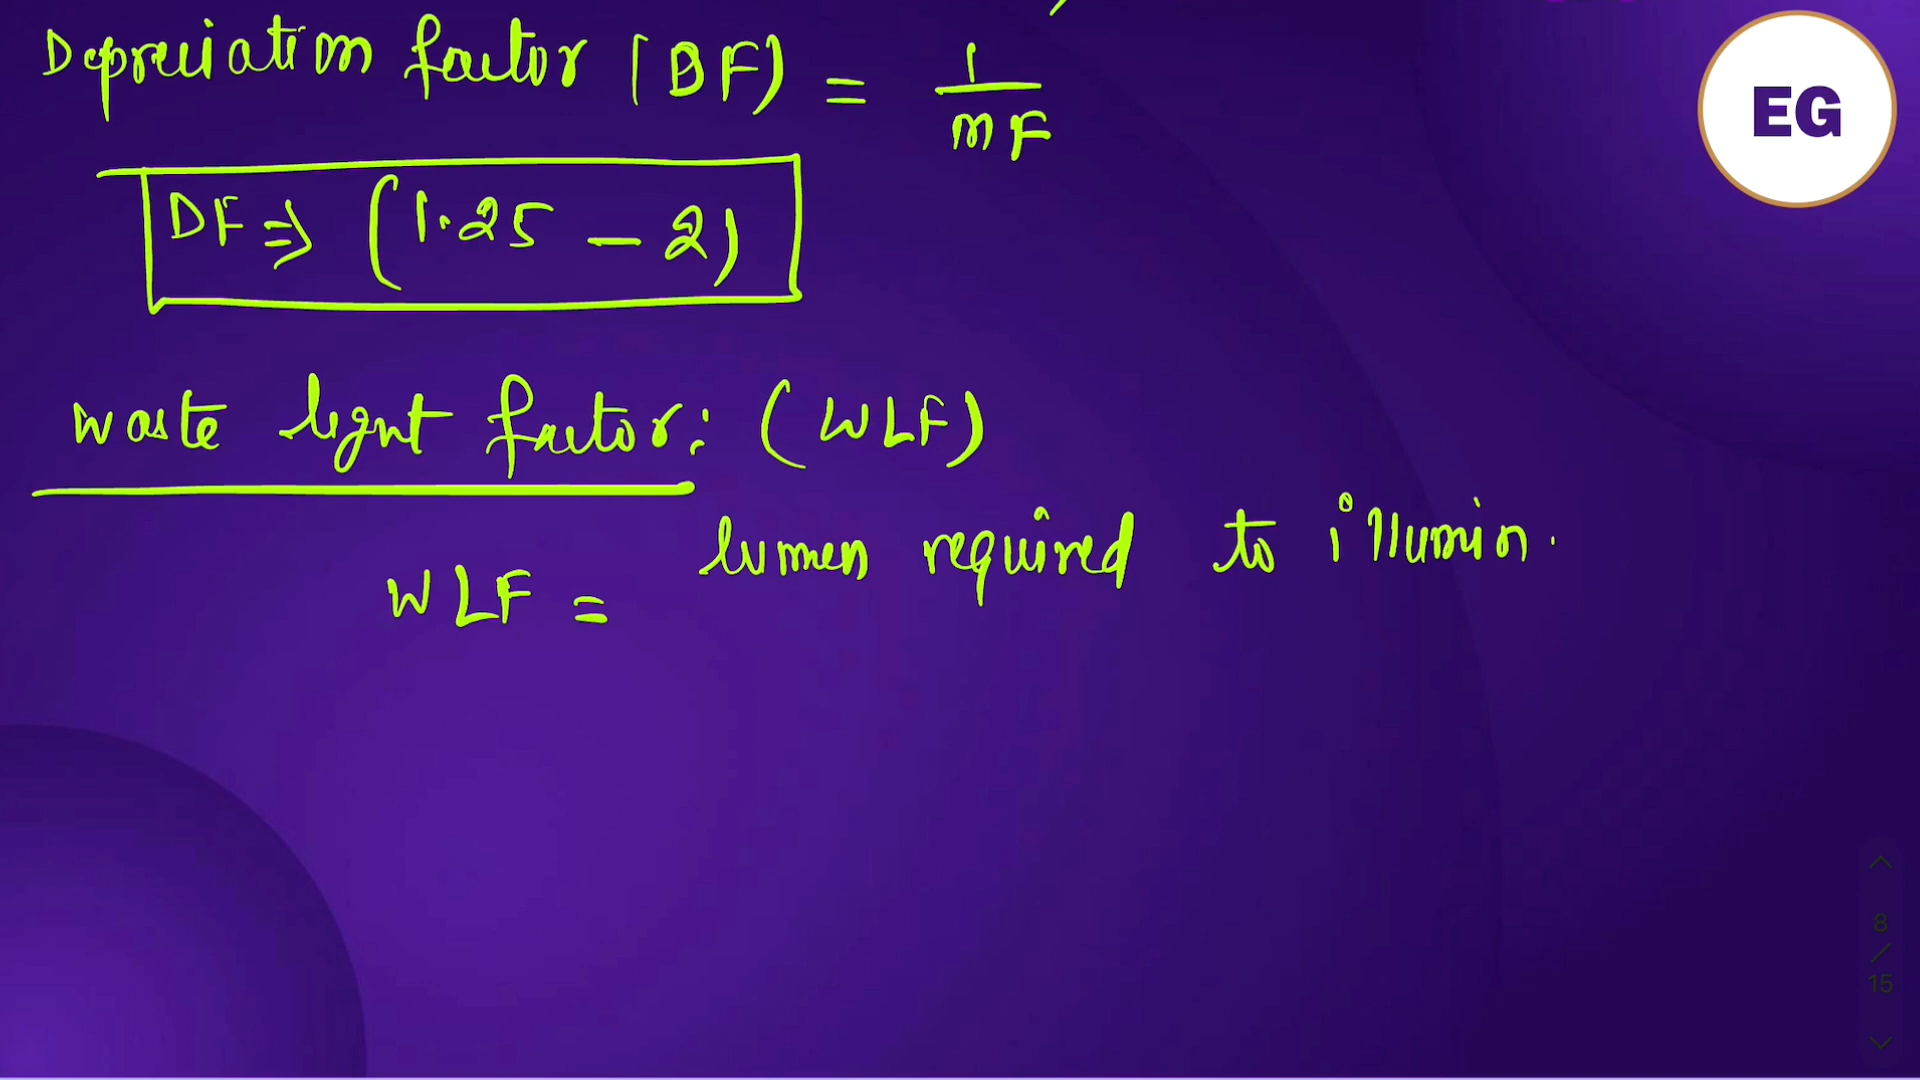 Depreciation factor (DF) = 1 / MF
EG
DF ⇒ (1.25 - 2)
Waste light factor: (WLF)
WLF = lumen required to illumin.
8
/
15